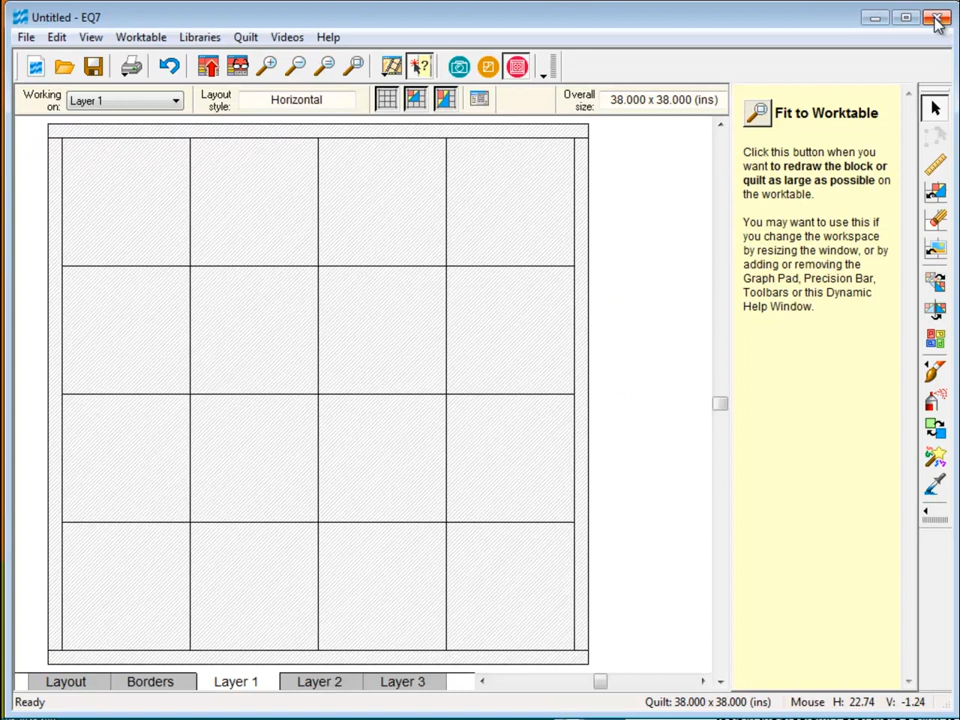 Untitled - EQ7
File Edit View Worktable Libraries Quilt Videos Help
Working on: Layer 1 Layout style: Horizontal Overall size: 38.000 x 38.000 (ins)
Fit to Worktable
Click this button when you
want to redraw the block or
quilt as large as possible on
the worktable.
You may want to use this if
you change the workspace
by resizing the window, or by
adding or removing the
Graph Pad, Precision Bar,
Toolbars or this Dynamic
Help Window.
Layout Borders Layer 1 Layer 2 Layer 3
Ready Quilt: 38.000 x 38.000 (ins) Mouse H: 22.74 V: -1.24